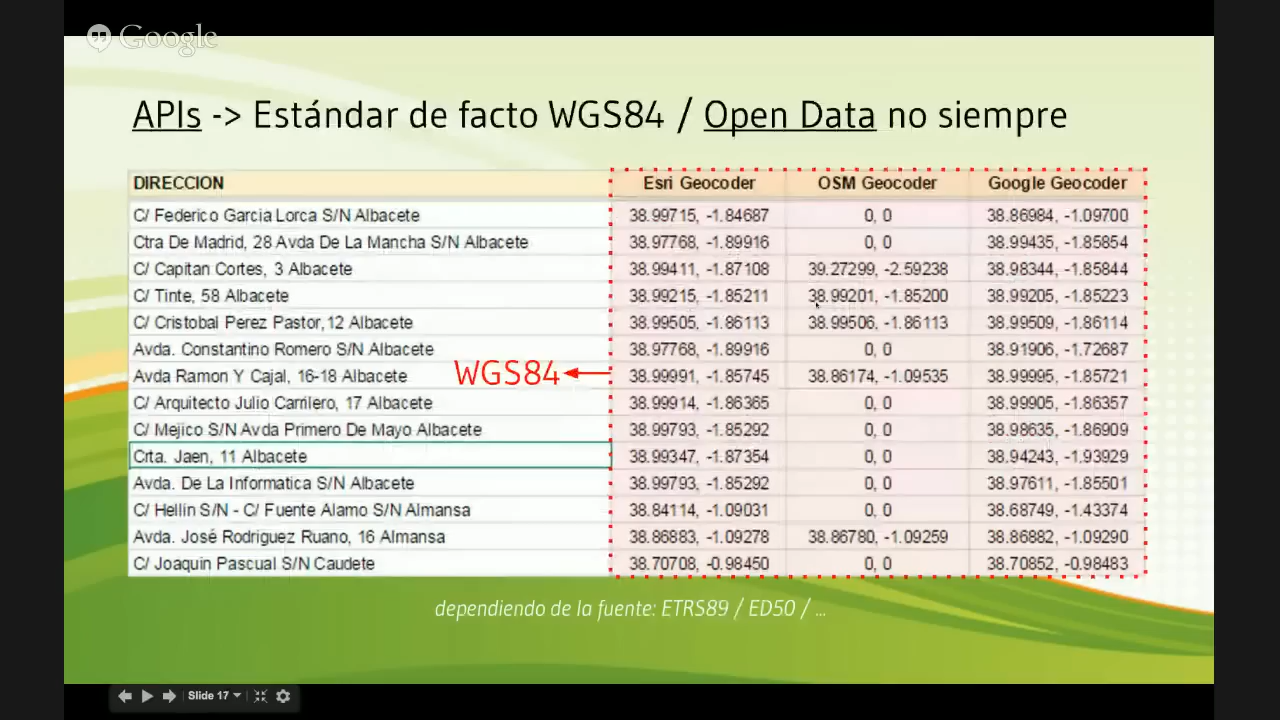 Google
APIs -> Estándar de facto WGS84 / Open Data no siempre
DIRECCION Esri Geocoder OSM Geocoder Google Geocoder
C/ Federico Garcia Lorca S/N Albacete 38.99715, -1.84687 0, 0 38.86984, -1.09700
Ctra De Madrid, 28 Avda De La Mancha S/N Albacete 38.97768, -1.89916 0, 0 38.99435, -1.85854
C/ Capitan Cortes, 3 Albacete 38.99411, -1.87108 39.27299, -2.59238 38.98344, -1.85844
C/ Tinte, 58 Albacete 38.99215, -1.85211 38.99201, -1.85200 38.99205, -1.85223
C/ Cristobal Perez Pastor,12 Albacete 38.99505, -1.86113 38.99506, -1.86113 38.99509, -1.86114
Avda. Constantino Romero S/N Albacete 38.97768, -1.89916 0, 0 38.91906, -1.72687
Avda Ramon Y Cajal, 16-18 Albacete WGS84 38.99991, -1.85745 38.86174, -1.09535 38.99995, -1.85721
C/ Arquitecto Julio Carrilero, 17 Albacete 38.99914, -1.86365 0, 0 38.99905, -1.86357
C/ Mejico S/N Avda Primero De Mayo Albacete 38.99793, -1.85292 0, 0 38.98635, -1.86909
Crta. Jaen, 11 Albacete 38.99347, -1.87354 0, 0 38.94243, -1.93929
Avda. De La Informatica S/N Albacete 38.99793, -1.85292 0, 0 38.97611, -1.85501
C/ Hellin S/N - C/ Fuente Alamo S/N Almansa 38.84114, -1.09031 0, 0 38.68749, -1.43374
Avda. José Rodriguez Ruano, 16 Almansa 38.86883, -1.09278 38.86780, -1.09259 38.86882, -1.09290
C/ Joaquin Pascual S/N Caudete 38.70708, -0.98450 0, 0 38.70852, -0.98483
dependiendo de la fuente: ETRS89 / ED50 / ...
Slide 17